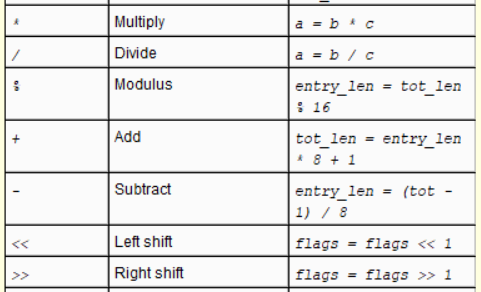 * Multiply a = b * c
/ Divide a = b / c
% Modulus entry_len = tot_len
% 16
+ Add tot_len = entry_len
* 8 + 1
- Subtract entry_len = (tot -
1) / 8
<< Left shift flags = flags << 1
>> Right shift flags = flags >> 1